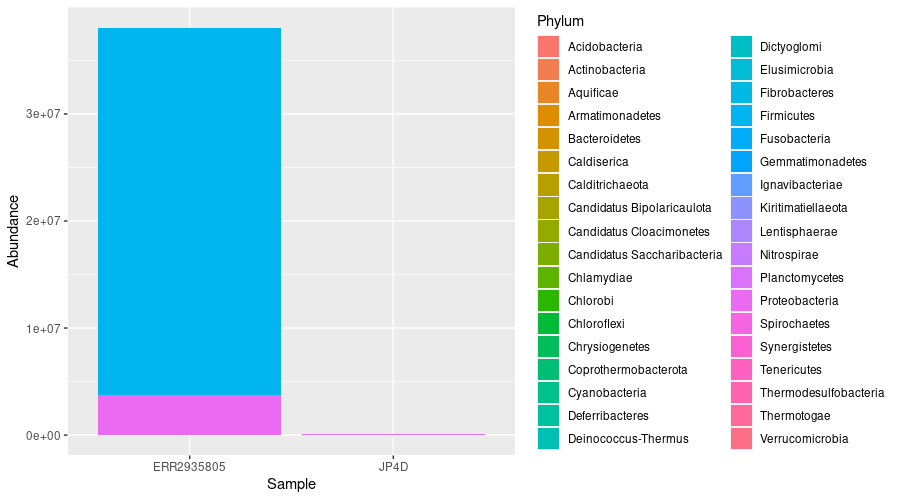 Abundance
3e+07
2e+07
1e+07
0e+00
ERR2935805
JP4D
Sample
Phylum
Acidobacteria
Actinobacteria
Aquificae
Armatimonadetes
Bacteroidetes
Caldiserica
Calditrichaeota
Candidatus Bipolaricaulota
Candidatus Cloacimonetes
Candidatus Saccharibacteria
Chlamydiae
Chlorobi
Chloroflexi
Chrysiogenetes
Coprothermobacterota
Cyanobacteria
Deferribacteres
Deinococcus-Thermus
Dictyoglomi
Elusimicrobia
Fibrobacteres
Firmicutes
Fusobacteria
Gemmatimonadetes
Ignavibacteriae
Kiritimatiellaeota
Lentisphaerae
Nitrospirae
Planctomycetes
Proteobacteria
Spirochaetes
Synergistetes
Tenericutes
Thermodesulfobacteria
Thermotogae
Verrucomicrobia